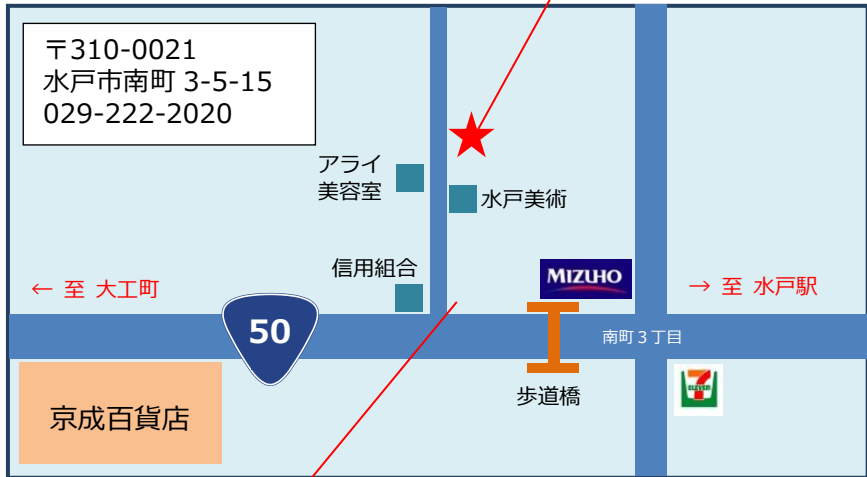 〒310-0021
水戸市南町 3-5-15
029-222-2020
アライ
美容室
水戸美術
信用組合
MIZUHO
← 至 大工町
→ 至 水戸駅
50
南町３丁目
歩道橋
7
ELEVEN
京成百貨店